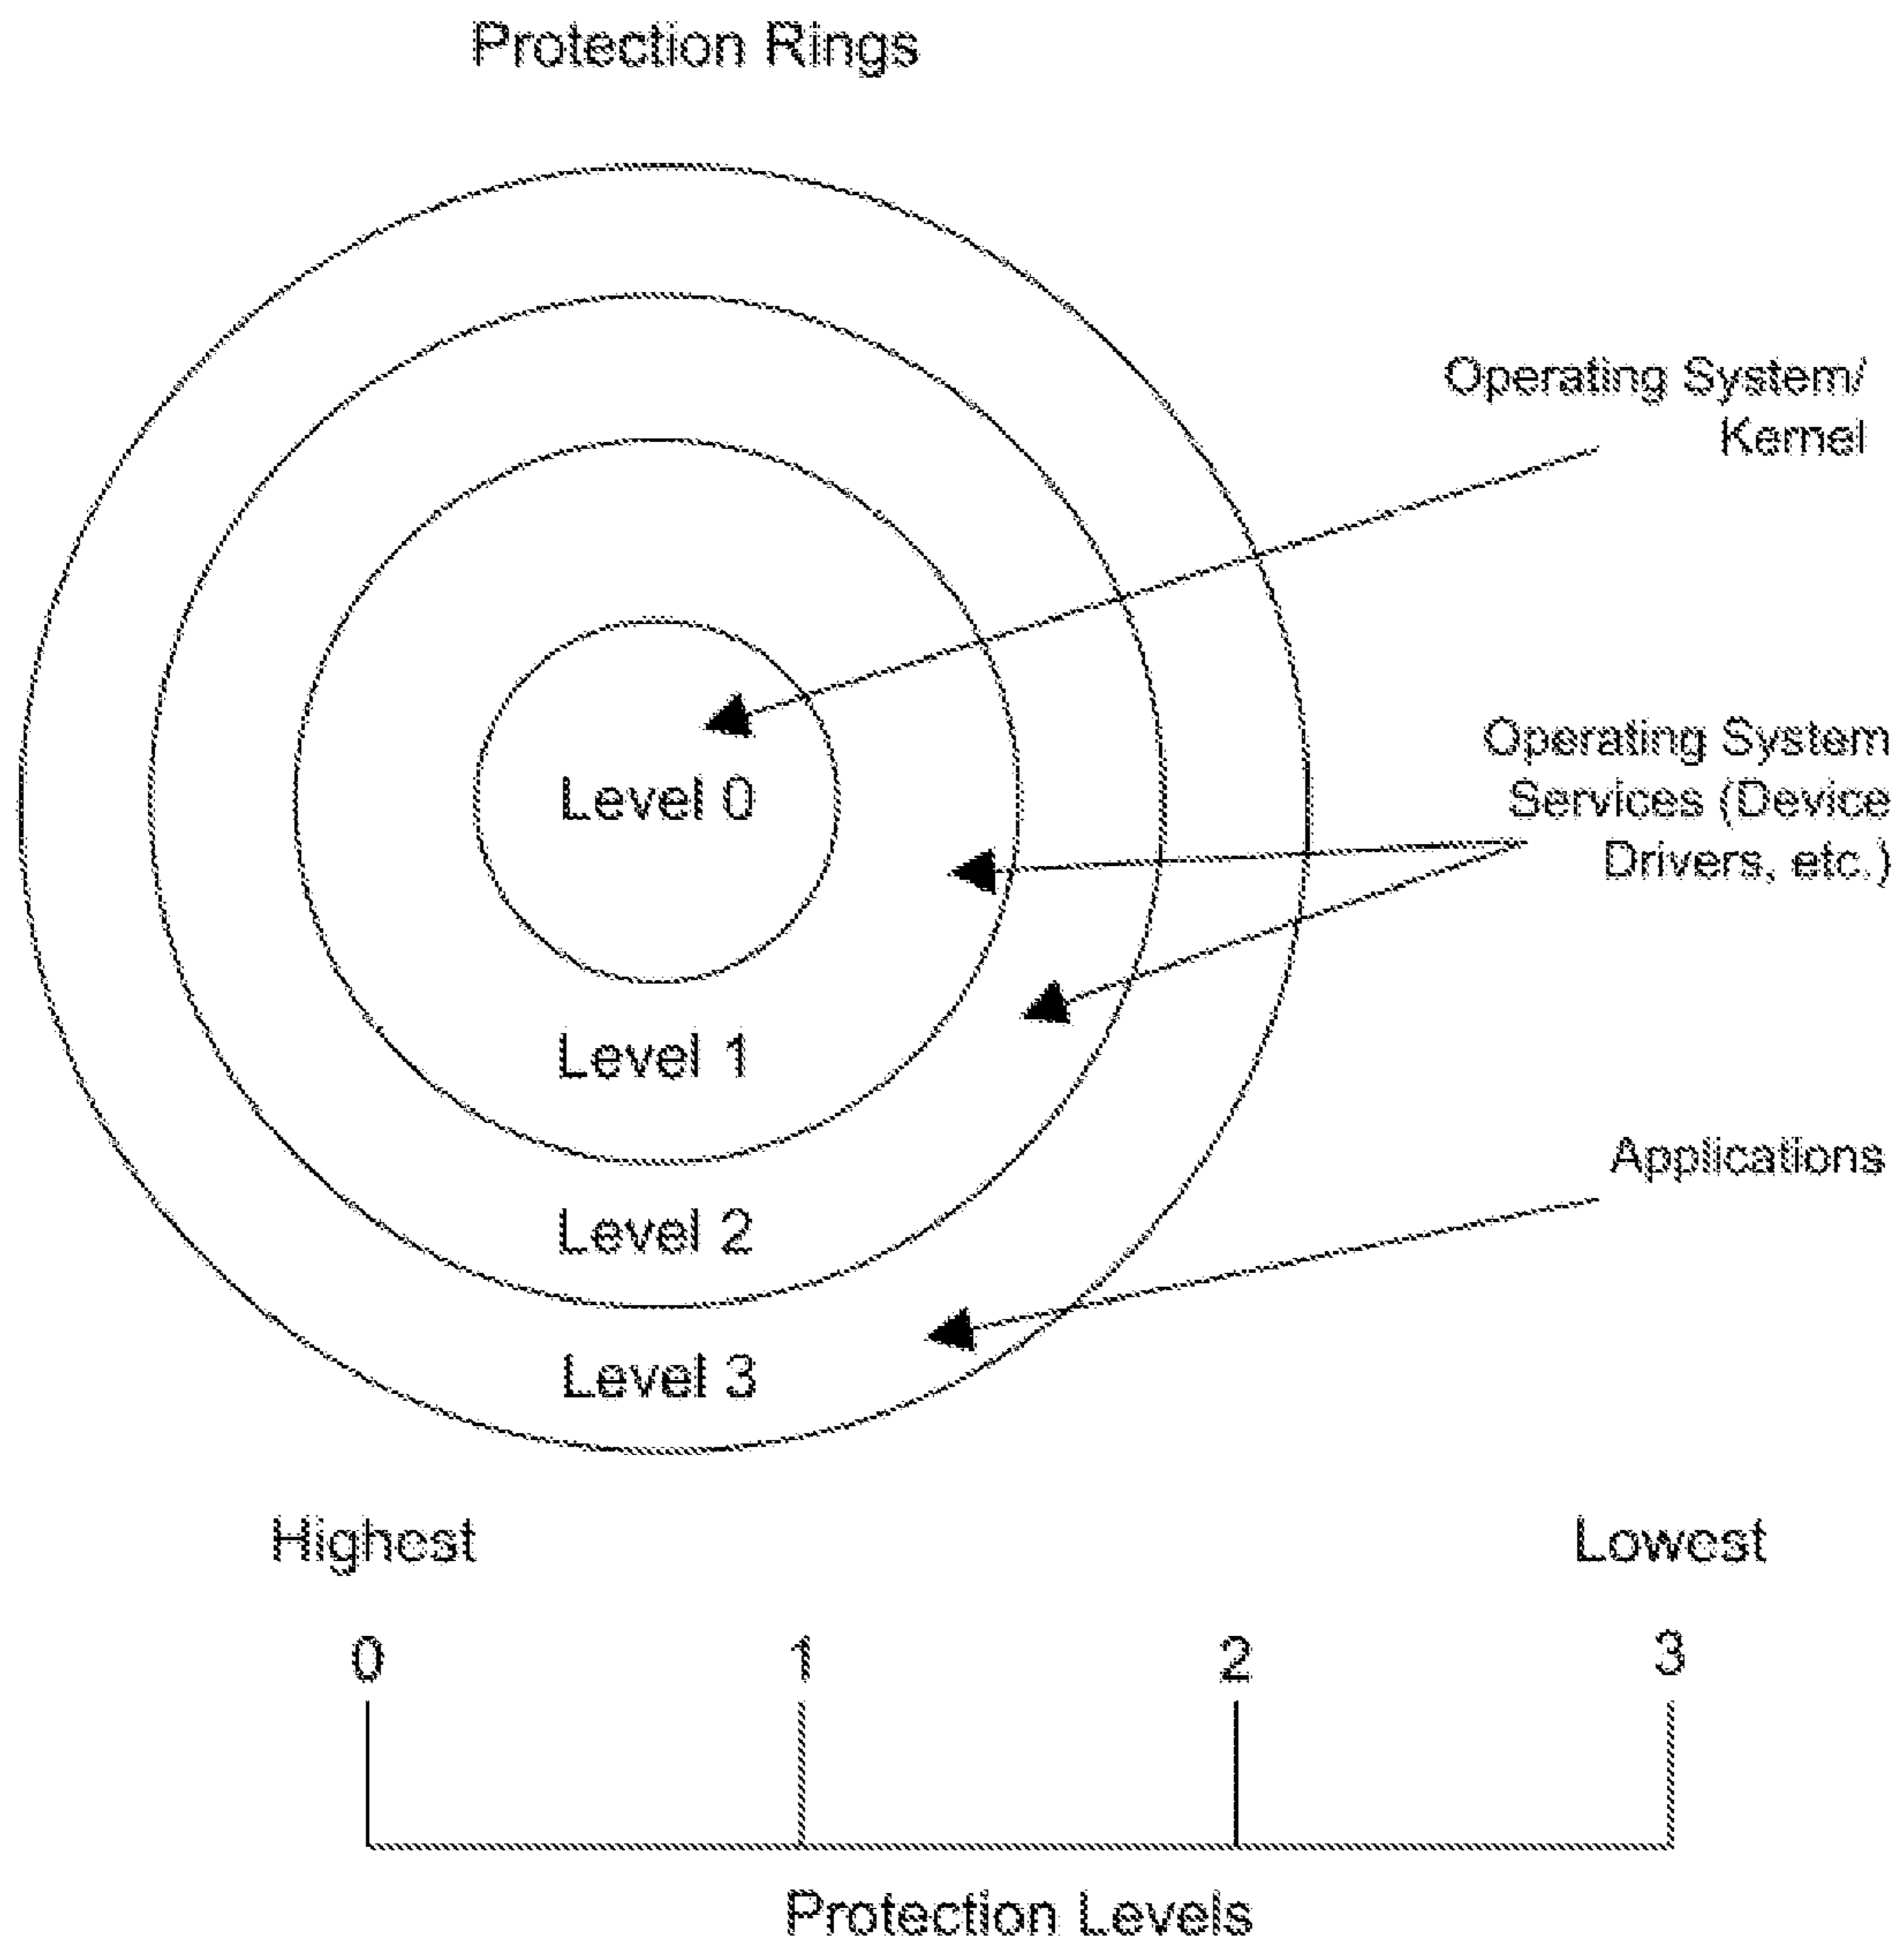 Protection Rings
Operating System/
Kernel
Operating System
Services (Device
Drivers, etc.)
Level 0
Level 1
Applications
Level 2
Level 3
Highest
Lowest
0 1 2 3
Protection Levels